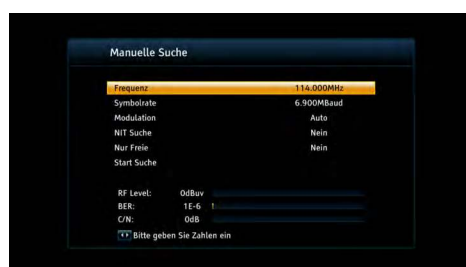 Manuelle Suche
Frequenz 114.000MHz
Symbolrate 6.900MBaud
Modulation Auto
NIT Suche Nein
Nur Freie Nein
Start Suche
RF Level: 0dBuv
BER: 1E-6
C/N: 0dB
Bitte geben Sie Zahlen ein